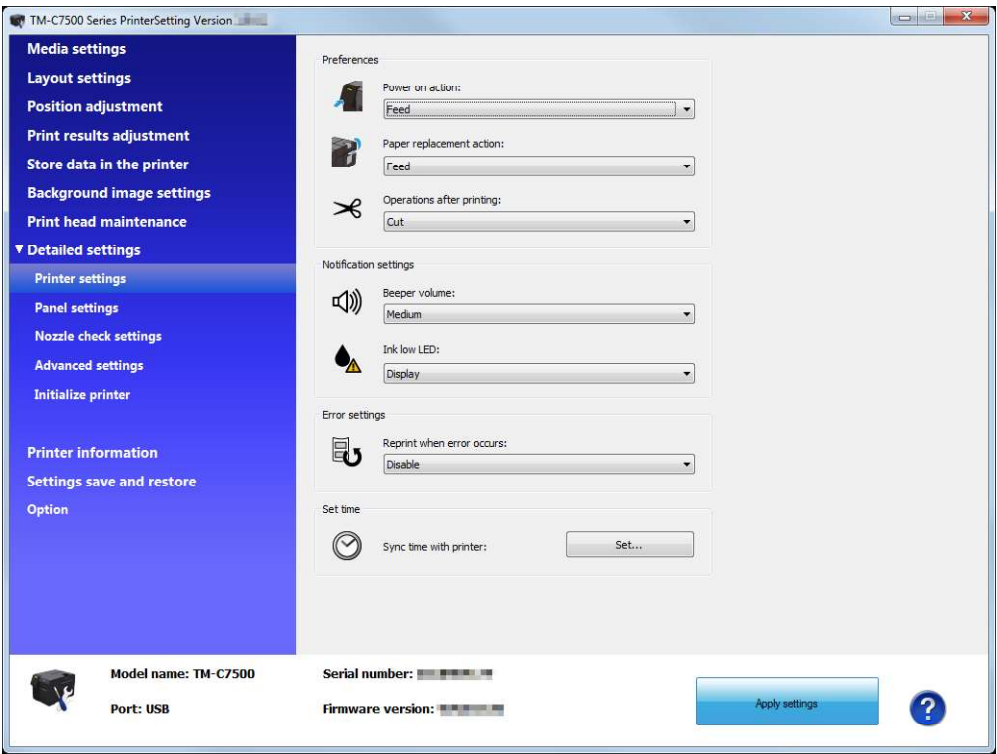 TM-C7500 Series PrinterSetting Version
Media settings
Layout settings
Position adjustment
Print results adjustment
Store data in the printer
Background image settings
Print head maintenance
▼ Detailed settings
Printer settings
Panel settings
Nozzle check settings
Advanced settings
Initialize printer
Printer information
Settings save and restore
Option
Preferences
Power on action:
Feed
Paper replacement action:
Feed
Operations after printing:
Cut
Notification settings
Beeper volume:
Medium
Ink low LED:
Display
Error settings
Reprint when error occurs:
Disable
Set time
Sync time with printer:
Set...
Model name: TM-C7500
Serial number:
Port: USB
Firmware version:
Apply settings
?